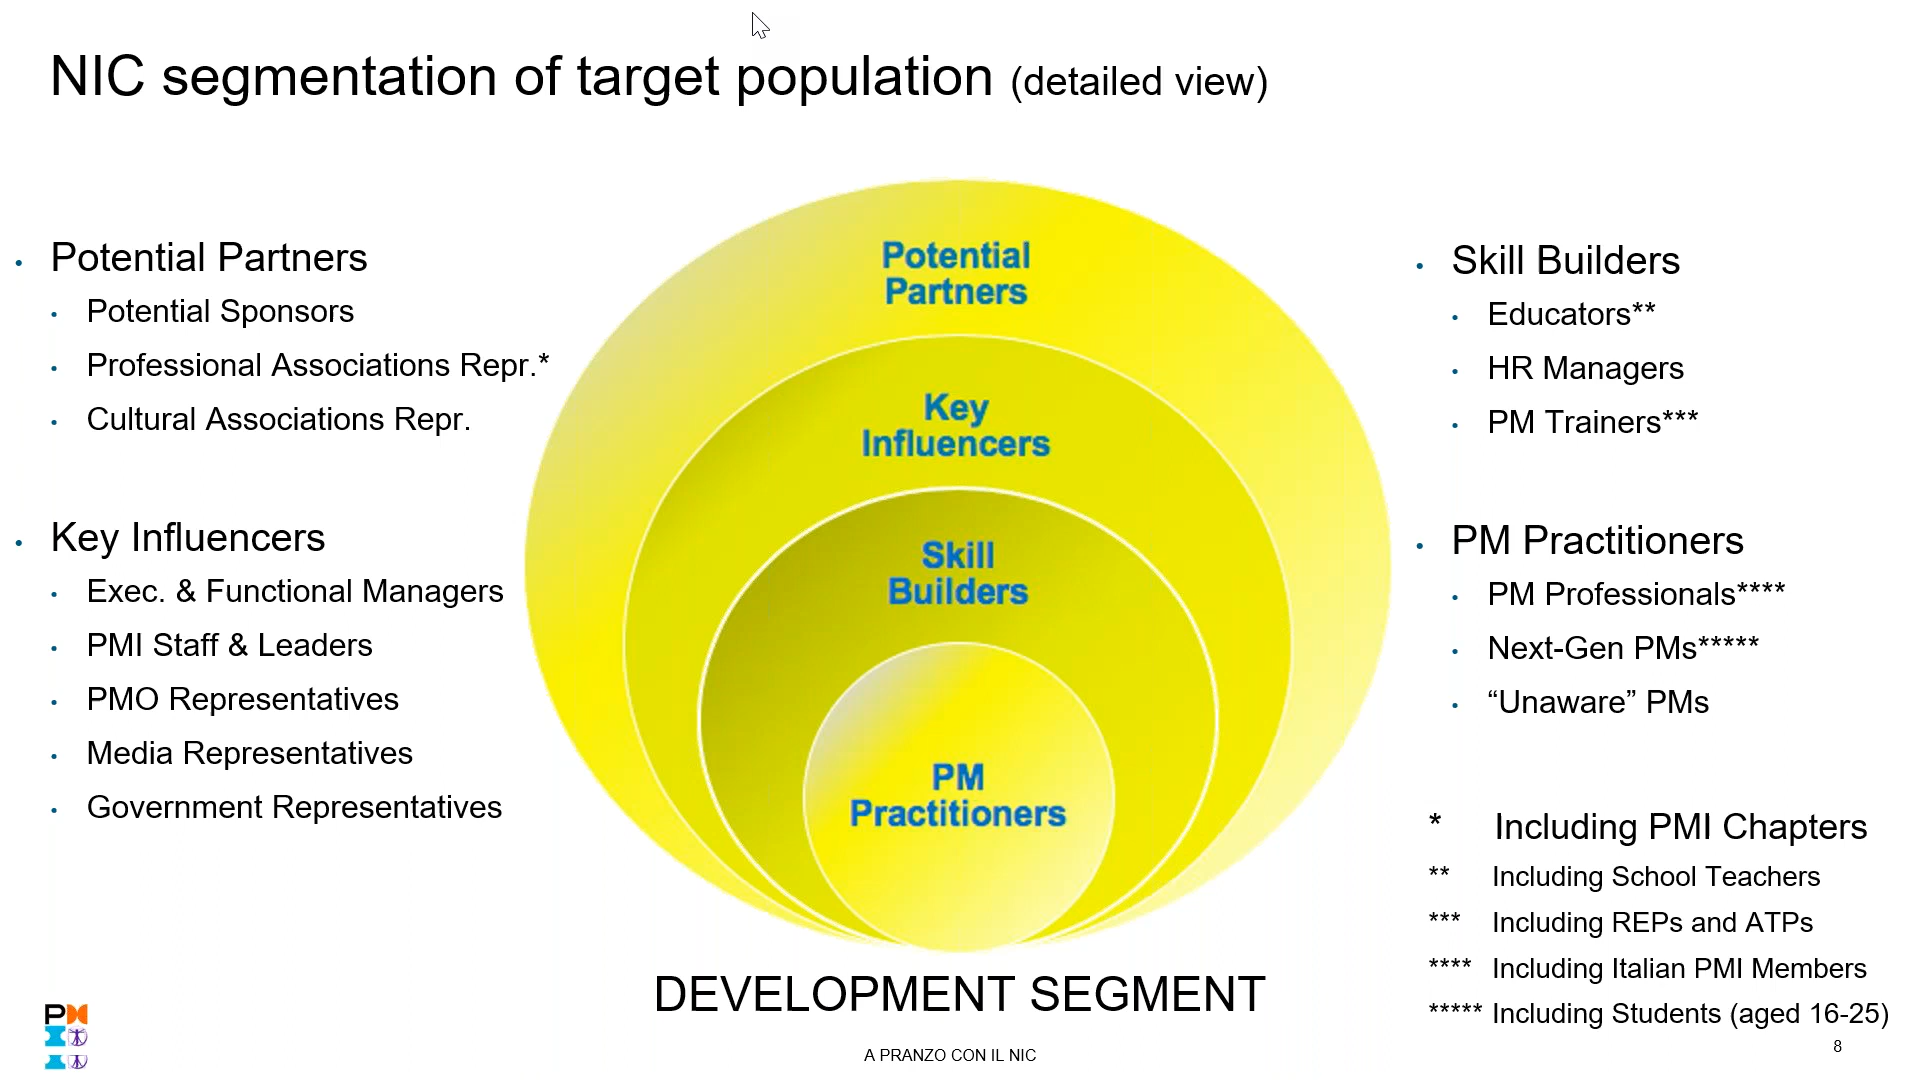 NIC segmentation of target population (detailed view)
• Potential Partners
• Potential Sponsors
• Professional Associations Repr.*
• Cultural Associations Repr.
• Key Influencers
• Exec. & Functional Managers
• PMI Staff & Leaders
• PMO Representatives
• Media Representatives
• Government Representatives
Potential
Partners
Key
Influencers
Skill
Builders
PM
Practitioners
DEVELOPMENT SEGMENT
• Skill Builders
• Educators**
• HR Managers
• PM Trainers***
• PM Practitioners
• PM Professionals****
• Next-Gen PMs*****
• “Unaware” PMs
* Including PMI Chapters
** Including School Teachers
*** Including REPs and ATPs
**** Including Italian PMI Members
***** Including Students (aged 16-25)
A PRANZO CON IL NIC
8